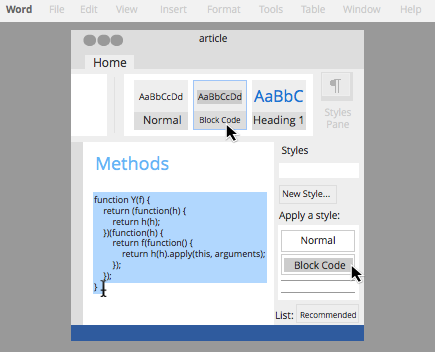 Word File Edit View Insert Format Tools Table Window Help
article
Home
AaBbCcDd AaBbCcDd AaBbC ¶
Normal Block Code Heading 1 Styles Pane
Methods
function Y(f) {
    return (function(h) {
        return h(h);
    })(function(h) {
        return f(function() {
            return h(h).apply(this, arguments);
        });
    });
}
Styles
New Style...
Apply a style:
Normal
Block Code
List: Recommended